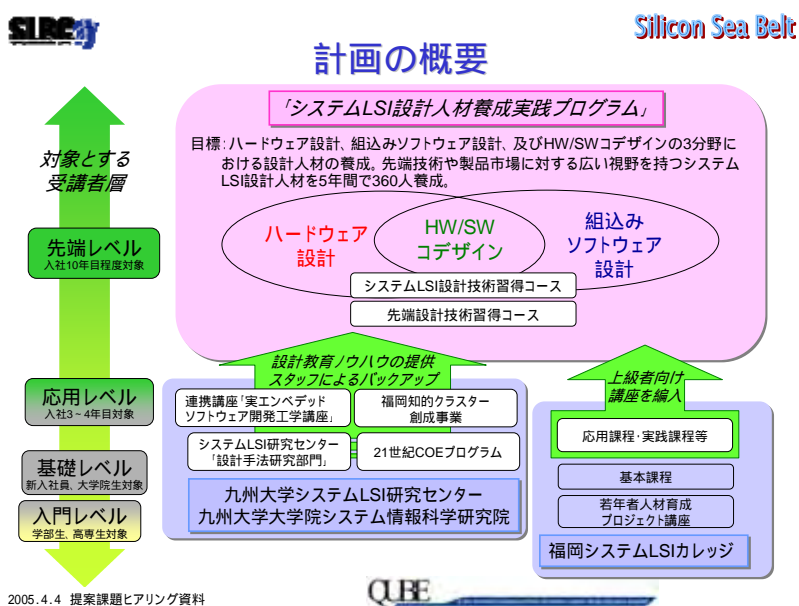 SLRC
Silicon Sea Belt
計画の概要
「システムLSI設計人材養成実践プログラム」
目標：ハードウェア設計、組込みソフトウェア設計、及びHW/SWコデザインの3分野に
おける設計人材の養成。先端技術や製品市場に対する広い視野を持つシステム
LSI設計人材を5年間で360人養成。
対象とする
受講者層
ハードウェア
設計
HW/SW
コデザイン
組込み
ソフトウェア
設計
先端レベル
入社10年目程度対象
システムLSI設計技術習得コース
先端設計技術習得コース
設計教育ノウハウの提供
スタッフによるバックアップ
上級者向け
講座を編入
応用レベル
入社3~4年目対象
連携講座「実エンベデッド
ソフトウェア開発工学講座」
福岡知的クラスター
創成事業
システムLSI研究センター
「設計手法研究部門」
21世紀COEプログラム
応用課程・実践課程等
基礎レベル
新入社員、大学院生対象
基本課程
九州大学システムLSI研究センター
九州大学大学院システム情報科学研究院
若年者人材育成
プロジェクト講座
入門レベル
学部生、高専生対象
福岡システムLSIカレッジ
2005.4.4 提案課題ヒアリング資料
QUBE